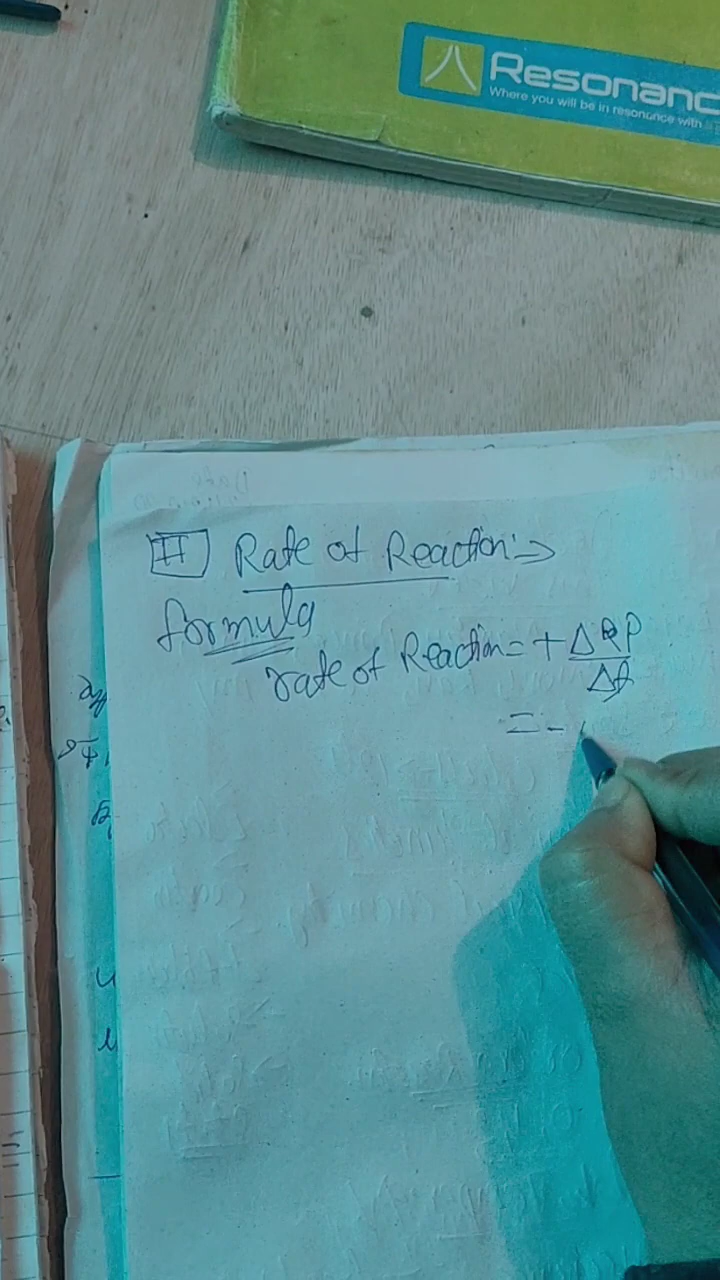 Resonanc
Where you will be in resonance with
II Rate of Reaction:→
formula
rate of Reaction = + ΔP
Δt
= -